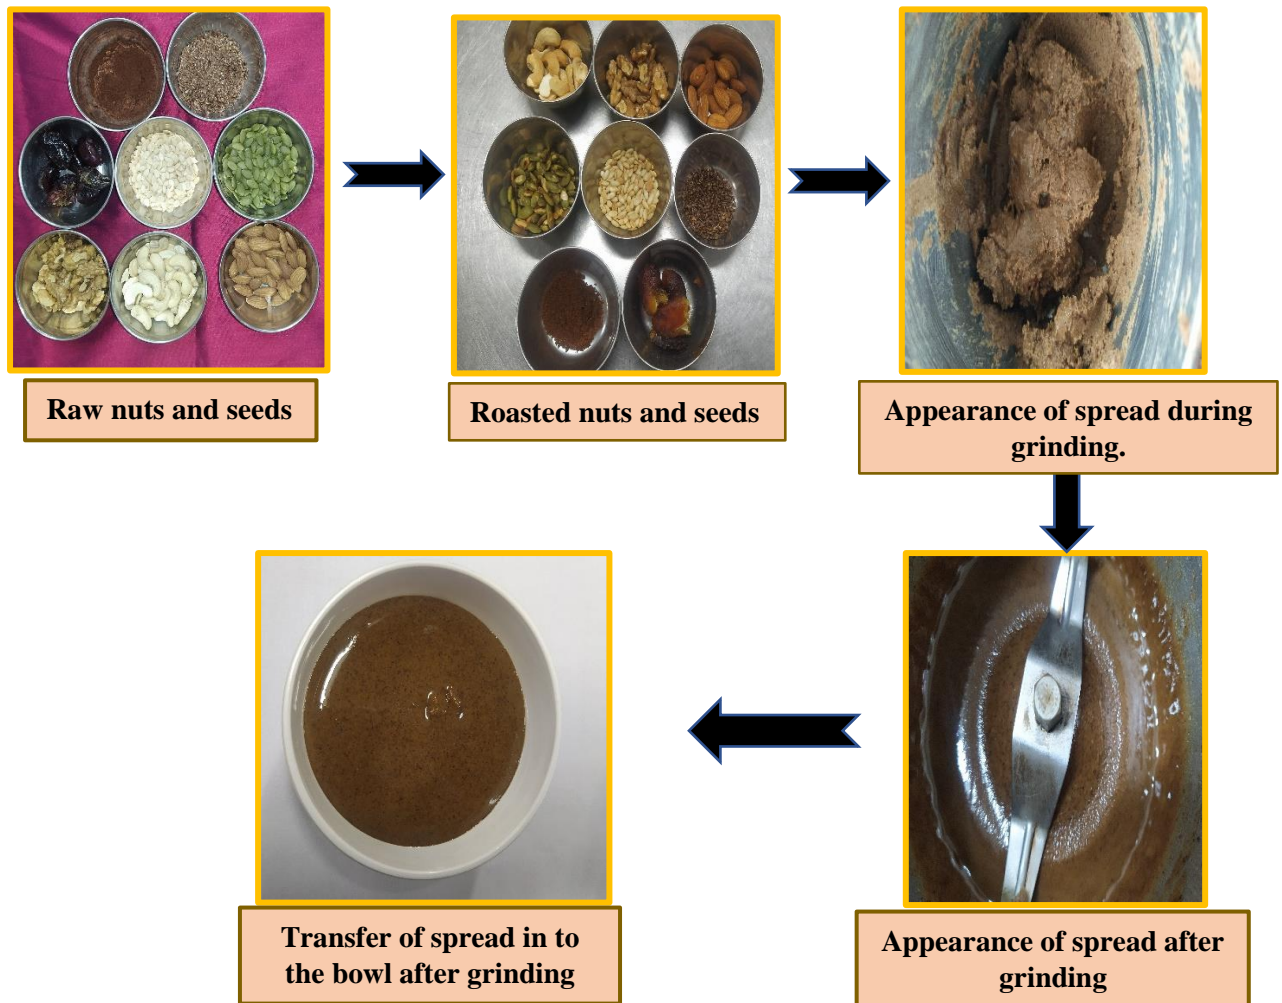 Raw nuts and seeds
Roasted nuts and seeds
Appearance of spread during
grinding.
Appearance of spread after
grinding
Transfer of spread in to
the bowl after grinding